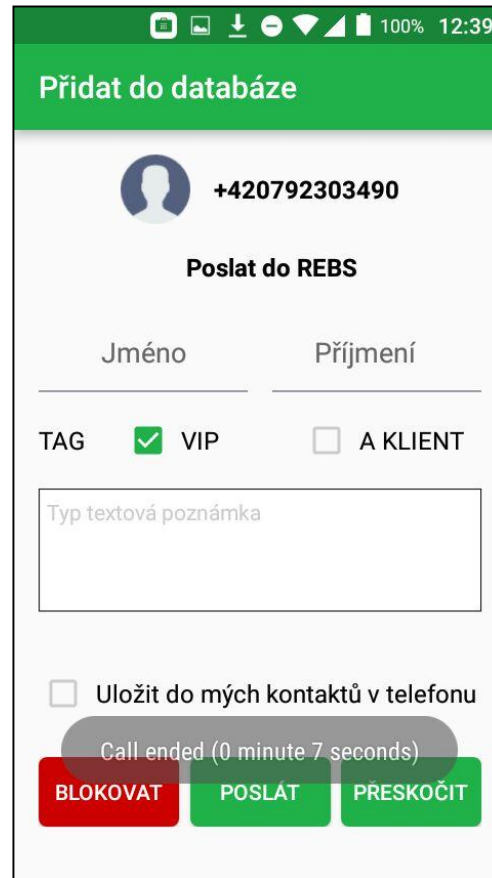 100% 12:39
Přidat do databáze
+420792303490
Poslat do REBS
Jméno Příjmení
TAG VIP A KLIENT
Typ textová poznámka
Uložit do mých kontaktů v telefonu
Call ended (0 minute 7 seconds)
BLOKOVAT POSLÁT PŘESKOČIT